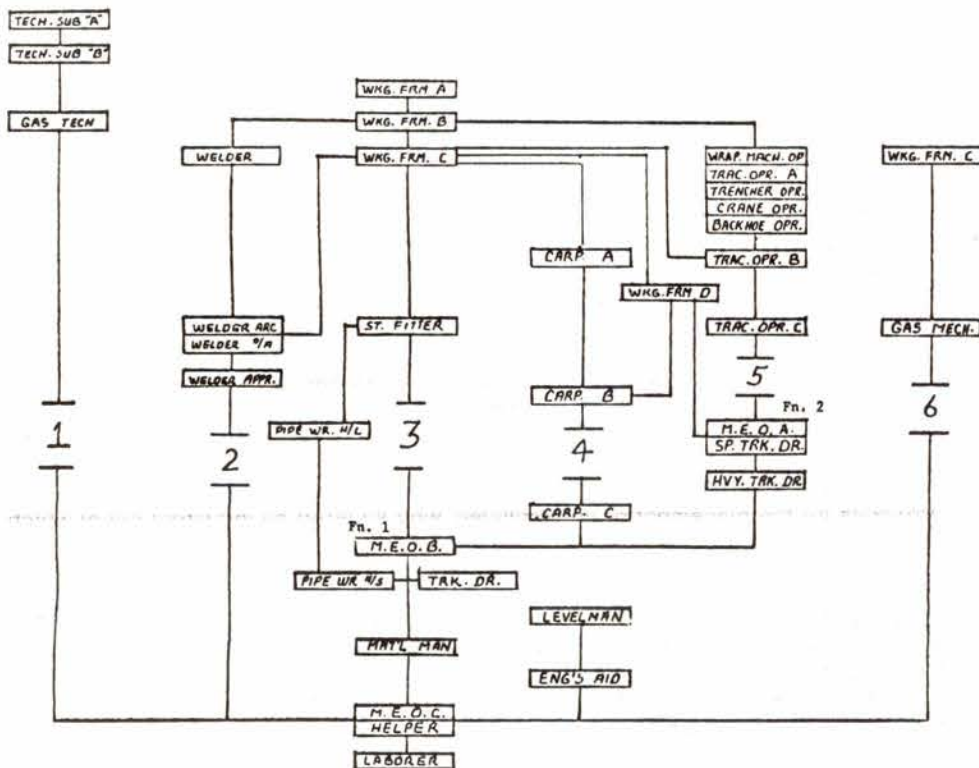 TECH. SUB "A"
TECH. SUB "B"
GAS TECH
WKG. FRM A
WKG. FRM. B
WELDER
WKG. FRM. C
WRAP. MACH. OP
TRAC. OPR. A
TRENCHER OPR.
CRANE OPR.
BACKHOE OPR.
WKG. FRM. C
CARP. A
TRAC. OPR. B
WKG. FRM D
WELDER ARC
WELDER O/A
ST. FITTER
TRAC. OPR. C
GAS MECH.
WELDER APPR.
CARP. B
5
Fn. 2
1
2
PIPE WR. H/L
3
4
M.E.O.A.
SP. TRK. DR.
6
HVY. TRK. DR
CARP. C
Fn. 1
M.E.O.B.
PIPE WR N/S
TRK. DR.
LEVELMAN
MAT'L MAN
ENG'S AID
M.E.O.C.
HELPER
LABORER